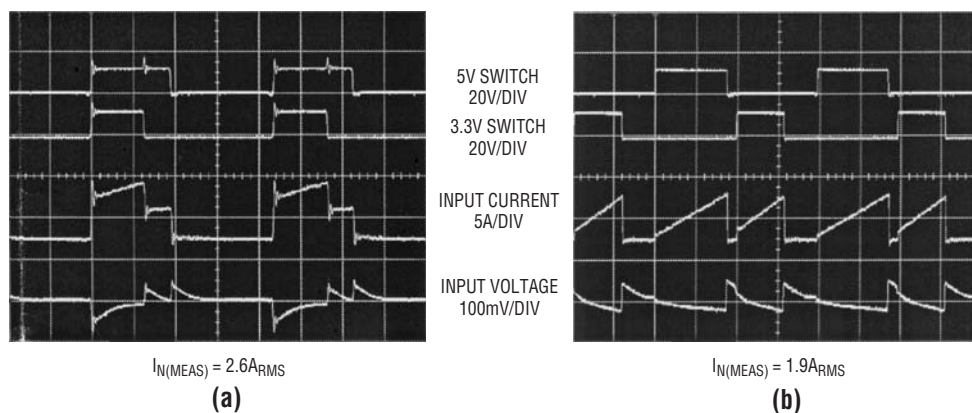 5V SWITCH
20V/DIV
3.3V SWITCH
20V/DIV
INPUT CURRENT
5A/DIV
INPUT VOLTAGE
100mV/DIV
IN(MEAS) = 2.6ARMS
(a)
IN(MEAS) = 1.9ARMS
(b)